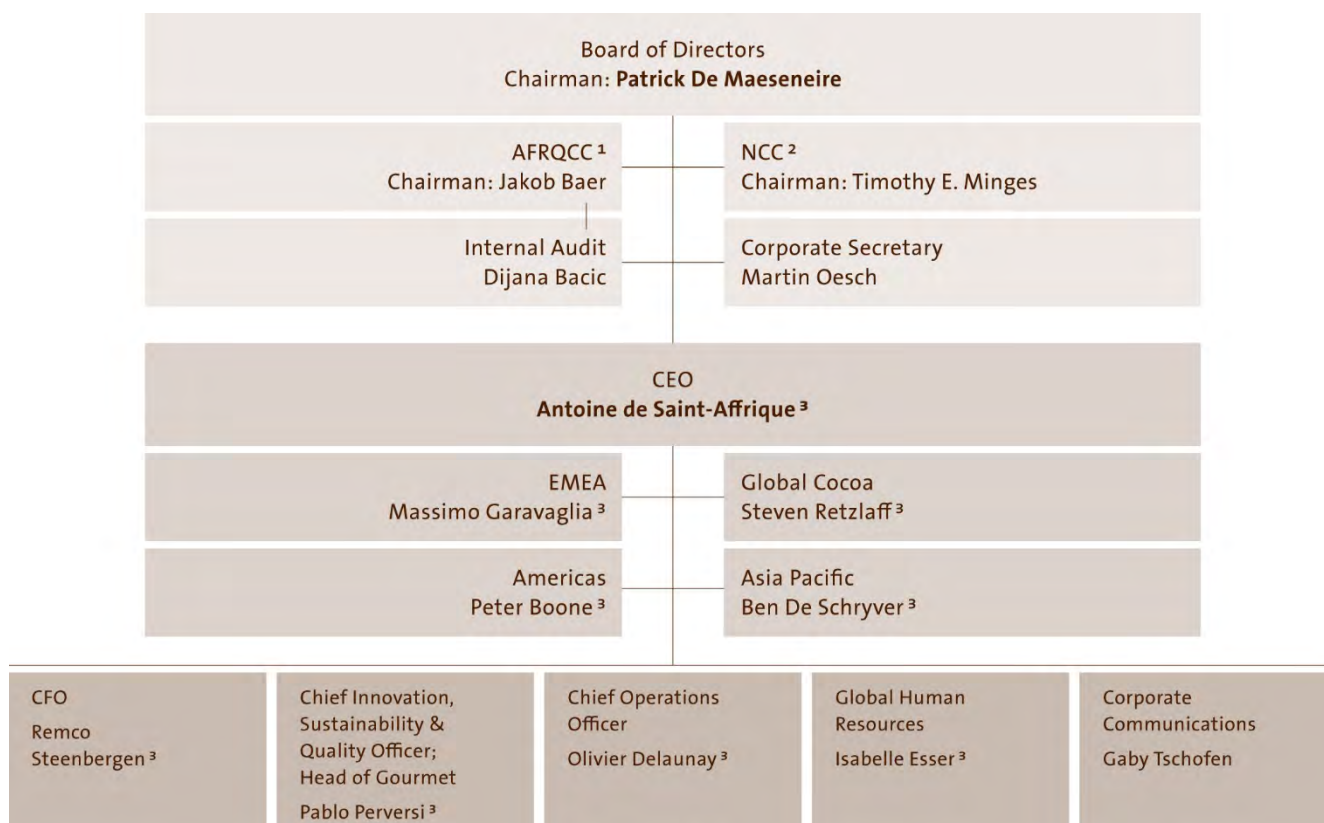 Board of Directors
Chairman: Patrick De Maeseneire
AFRQCC ¹
Chairman: Jakob Baer
NCC ²
Chairman: Timothy E. Minges
Internal Audit
Dijana Bacic
Corporate Secretary
Martin Oesch
CEO
Antoine de Saint-Affrique ³
EMEA
Massimo Garavaglia ³
Global Cocoa
Steven Retzlaff ³
Americas
Peter Boone ³
Asia Pacific
Ben De Schryver ³
CFO
Remco
Steenbergen ³
Chief Innovation,
Sustainability &
Quality Officer;
Head of Gourmet
Pablo Perversi ³
Chief Operations
Officer
Olivier Delaunay ³
Global Human
Resources
Isabelle Esser ³
Corporate
Communications
Gaby Tschofen